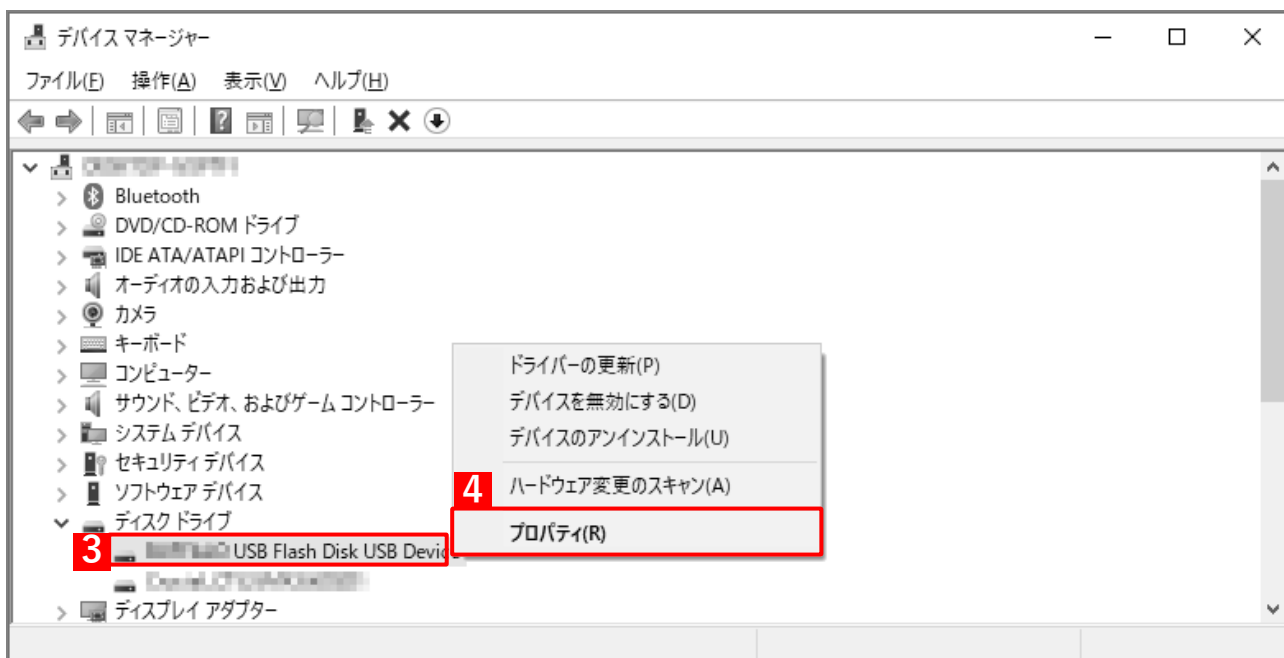 デバイス マネージャー
ファイル(F) 操作(A) 表示(V) ヘルプ(H)
Bluetooth
DVD/CD-ROM ドライブ
IDE ATA/ATAPI コントローラー
オーディオの入力および出力
カメラ
キーボード
コンピューター
サウンド、ビデオ、およびゲーム コントローラー
システム デバイス
セキュリティ デバイス
ソフトウェア デバイス
ディスク ドライブ
3 USB Flash Disk USB Device
ディスプレイ アダプター
ドライバーの更新(P)
デバイスを無効にする(D)
デバイスのアンインストール(U)
ハードウェア変更のスキャン(A)
4 プロパティ(R)